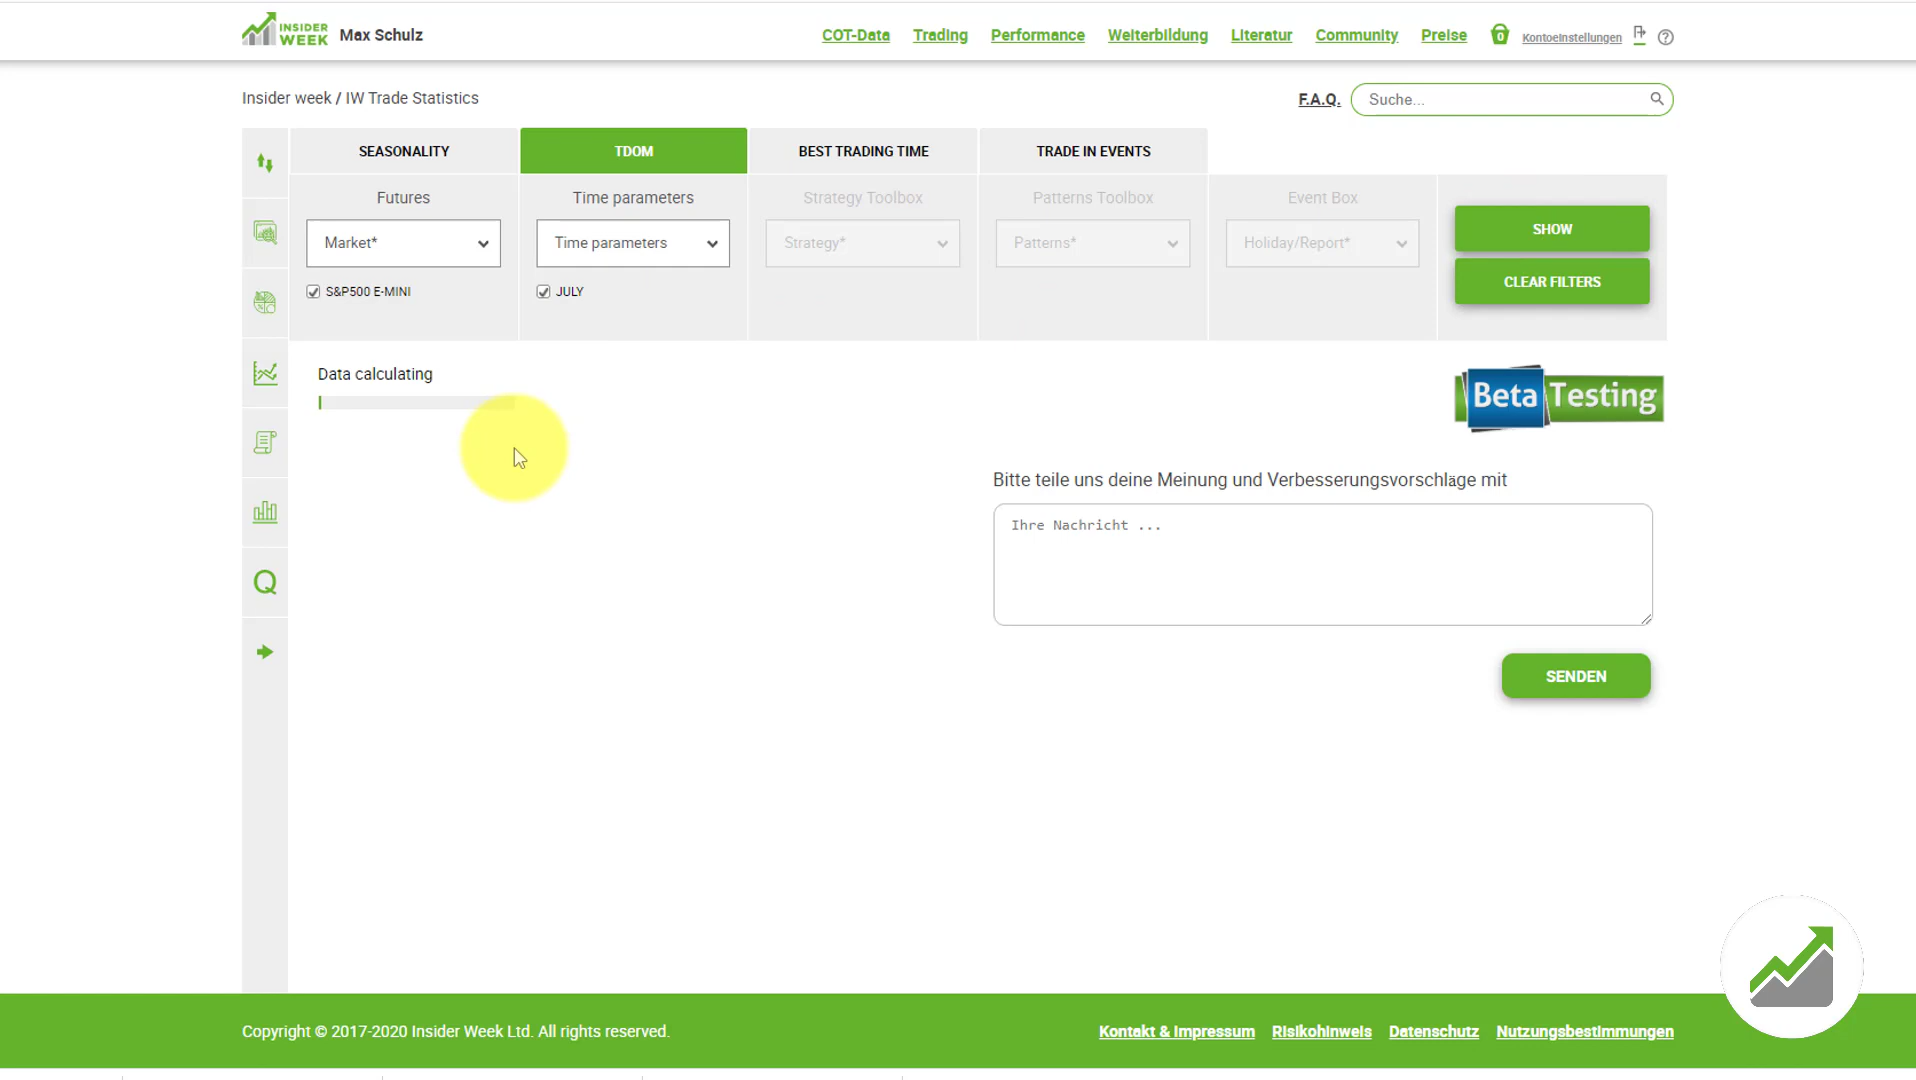 INSIDER
WEEK
Max Schulz
COT-Data Trading Performance Weiterbildung Literatur Community Preise 0 Kontoeinstellungen ?
Insider week / IW Trade Statistics
F.A.Q. Suche...
SEASONALITY TDOM BEST TRADING TIME TRADE IN EVENTS
Futures Time parameters Strategy Toolbox Patterns Toolbox Event Box
Market* Time parameters Strategy* Patterns* Holiday/Report*
SHOW
CLEAR FILTERS
S&P500 E-MINI JULY
Data calculating
Beta Testing
Bitte teile uns deine Meinung und Verbesserungsvorschläge mit
Ihre Nachricht ...
Q
SENDEN
Copyright © 2017-2020 Insider Week Ltd. All rights reserved.
Kontakt & Impressum Risikohinweis Datenschutz Nutzungsbestimmungen